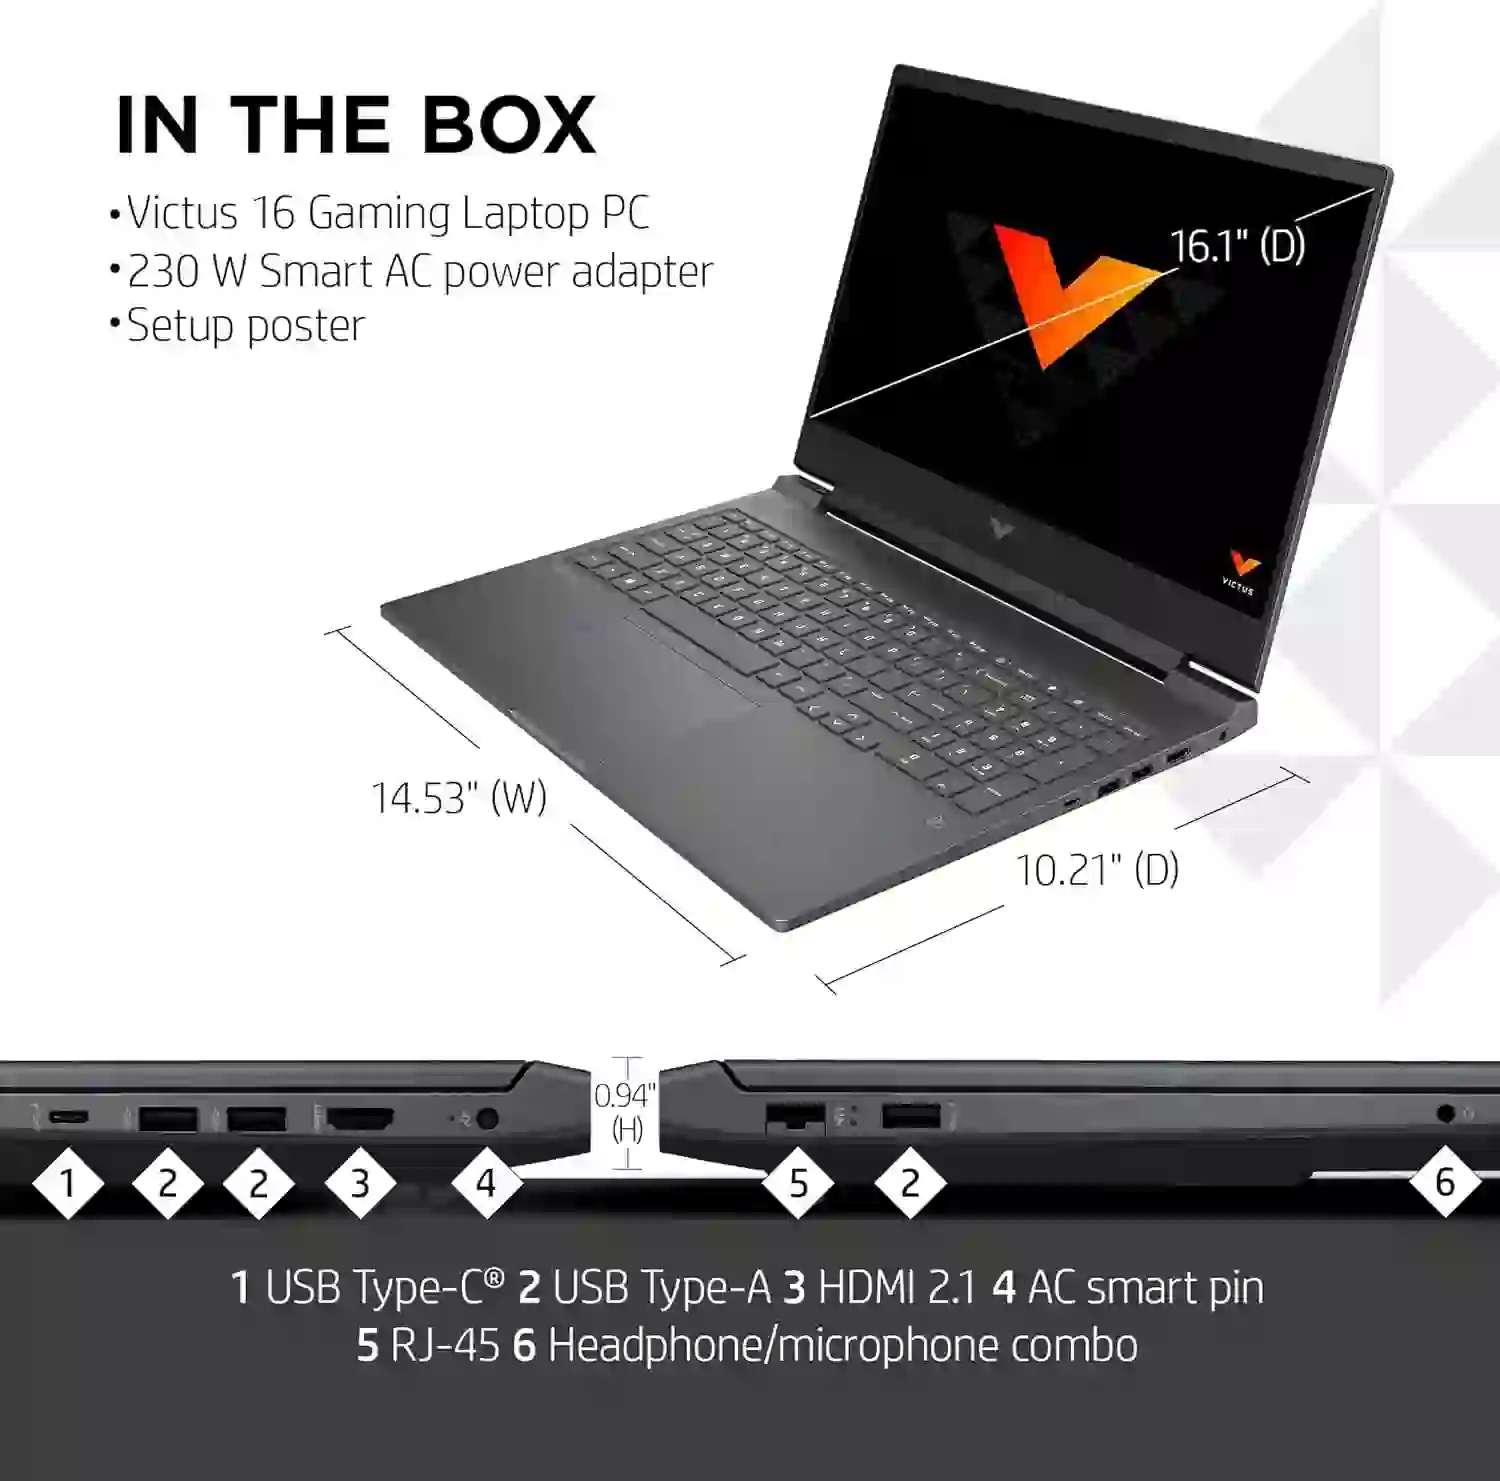 IN THE BOX
•Victus 16 Gaming Laptop PC
•230 W Smart AC power adapter
•Setup poster
16.1" (D)
VICTUS
14.53" (W)
10.21" (D)
0.94"
(H)
1 2 2 3 4 5 2 6
1 USB Type-C® 2 USB Type-A 3 HDMI 2.1 4 AC smart pin
5 RJ-45 6 Headphone/microphone combo